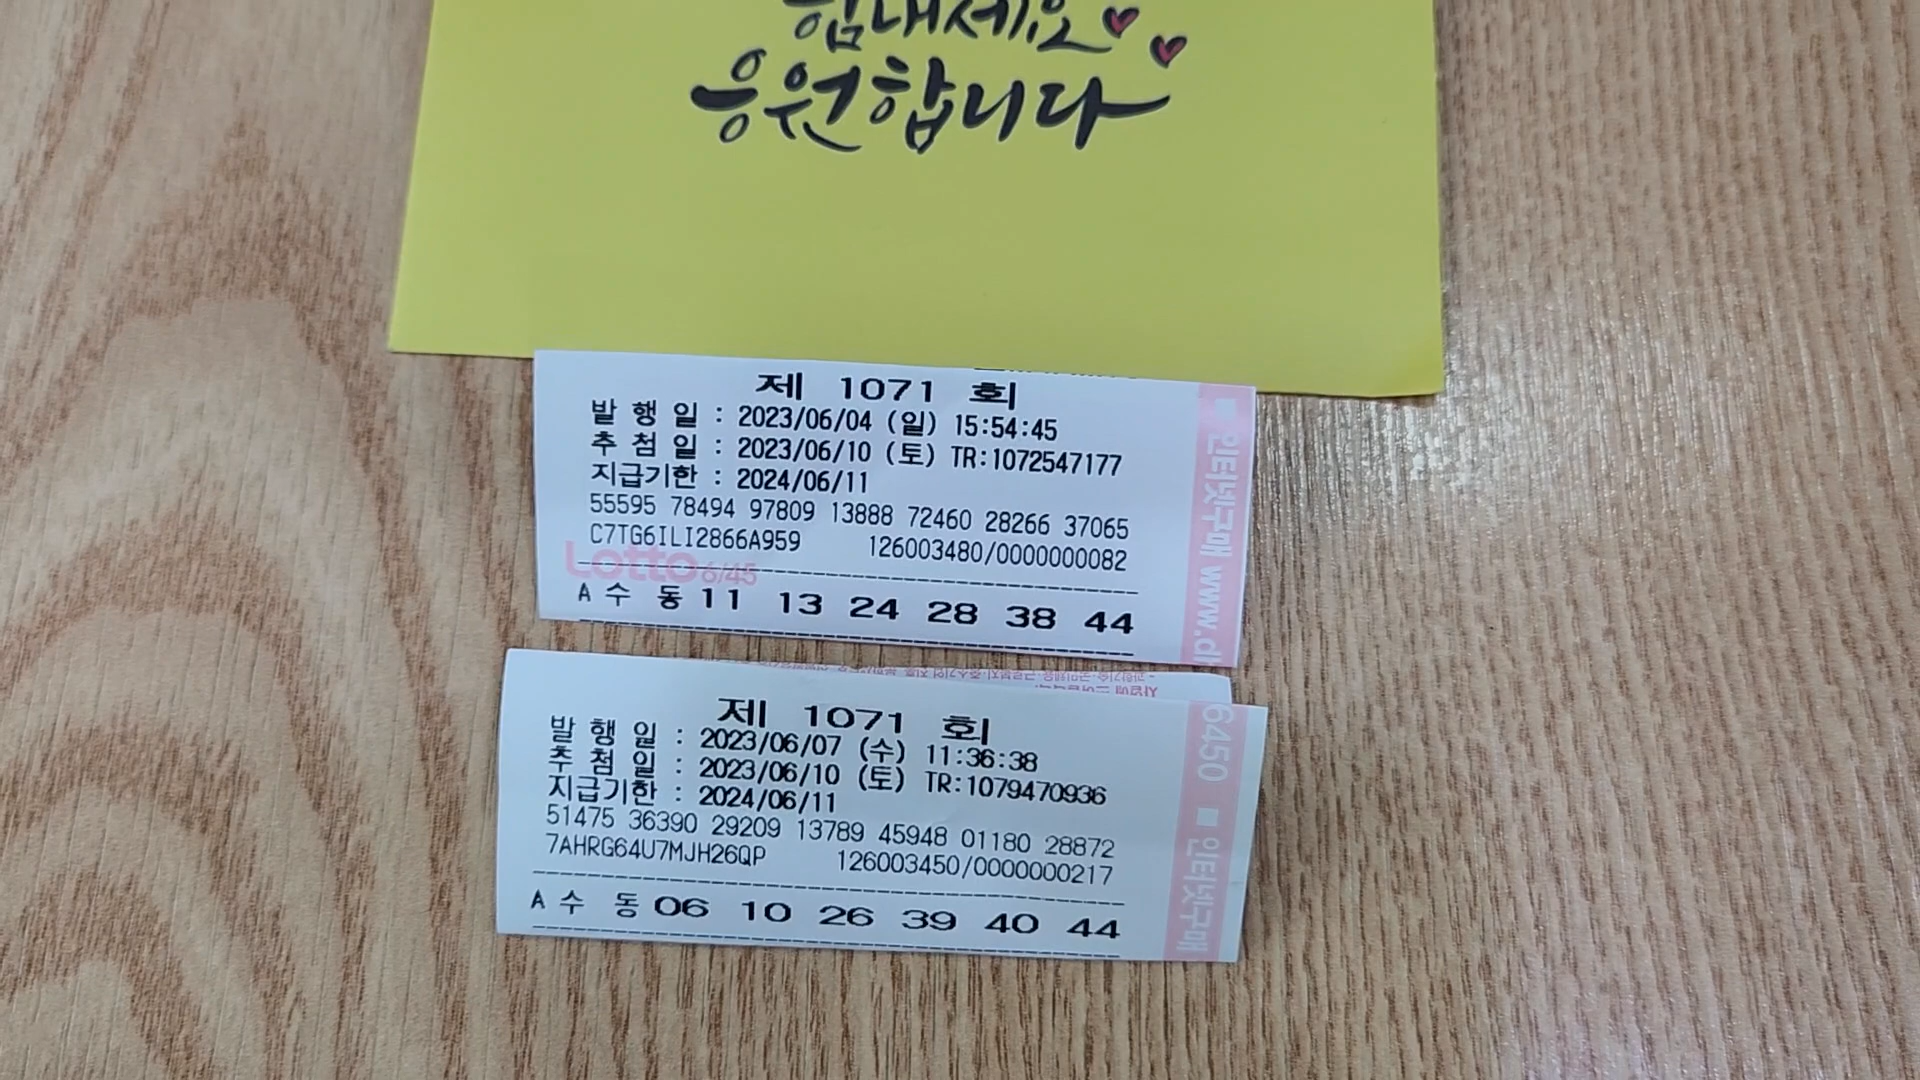 힘내세요
응원합니다
제 1071 회
발 행 일 : 2023/06/04 (일) 15:54:45
추 첨 일 : 2023/06/10 (토) TR:1072547177
지급기한 : 2024/06/11
55595 78494 97809 13888 72460 28266 37065
C7TG6ILI2866A959 126003480/0000000082
Lotto 6/45
A 수 동 11 13 24 28 38 44
인터넷구매 www.dh
제 1071 회
발 행 일 : 2023/06/07 (수) 11:36:38
추 첨 일 : 2023/06/10 (토) TR:1079470936
지급기한 : 2024/06/11
51475 36390 29209 13789 45948 01180 28872
7AHRG64U7MJH26QP 126003450/0000000217
A 수 동 06 10 26 39 40 44
6450 ■ 인터넷구매